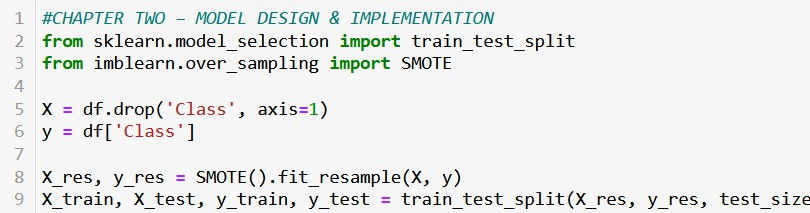 1 #CHAPTER TWO – MODEL DESIGN & IMPLEMENTATION
2 from sklearn.model_selection import train_test_split
3 from imblearn.over_sampling import SMOTE
4
5 X = df.drop('Class', axis=1)
6 y = df['Class']
7
8 X_res, y_res = SMOTE().fit_resample(X, y)
9 X_train, X_test, y_train, y_test = train_test_split(X_res, y_res, test_size